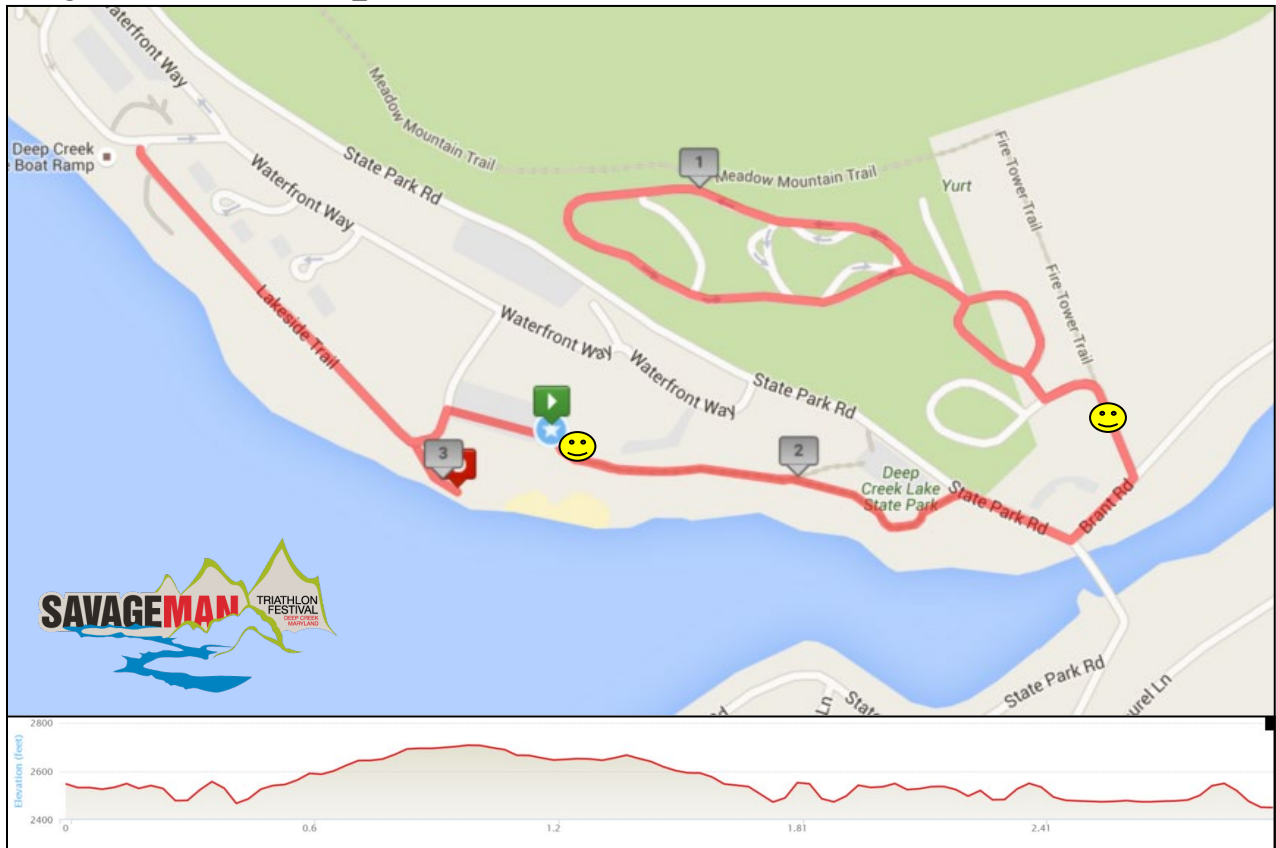 Waterfront Way
Deep Creek
Boat Ramp
Meadow Mountain Trail
State Park Rd
Waterfront Way
1
Meadow Mountain Trail
Yurt
Fire Tower Trail
Fire Tower Trail
Lakeside Trail
Waterfront Way
Waterfront Way
State Park Rd
3
2
Deep
Creek Lake
State Park
State Park Rd
Brant Rd
State Park Rd
Ln
State
SAVAGEMAN
TRIATHLON
FESTIVAL
DEEP CREEK
MARYLAND
Elevation (feet)
2800
2600
2400
0
0.6
1.2
1.81
2.41